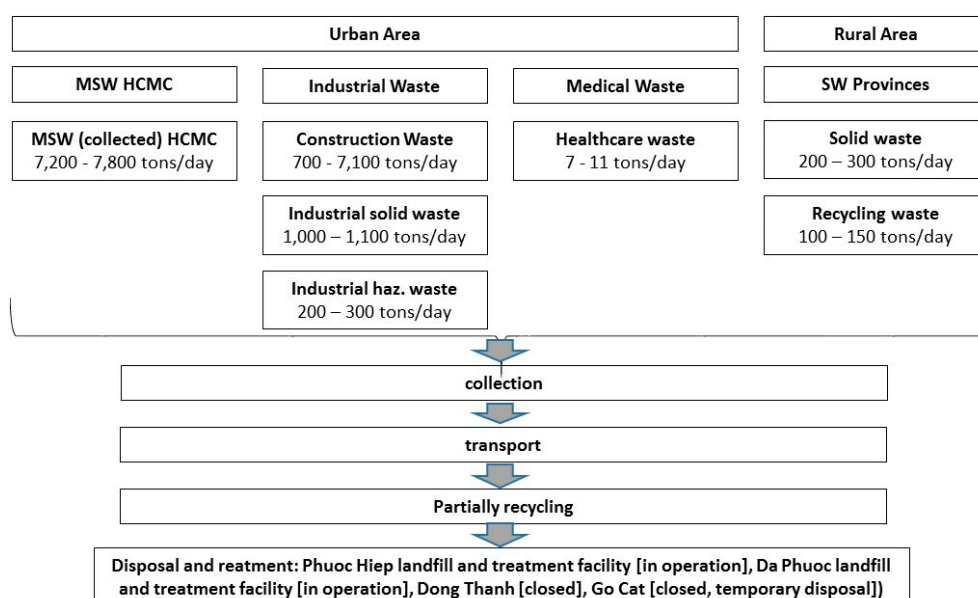 Urban Area
Rural Area
MSW HCMC
Industrial Waste
Medical Waste
SW Provinces
MSW (collected) HCMC
7,200 - 7,800 tons/day
Construction Waste
700 - 7,100 tons/day
Healthcare waste
7 - 11 tons/day
Solid waste
200 – 300 tons/day
Industrial solid waste
1,000 – 1,100 tons/day
Recycling waste
100 – 150 tons/day
Industrial haz. waste
200 – 300 tons/day
collection
transport
Partially recycling
Disposal and reatment: Phuoc Hiep landfill and treatment facility [in operation], Da Phuoc landfill
and treatment facility [in operation], Dong Thanh [closed], Go Cat [closed, temporary disposal])